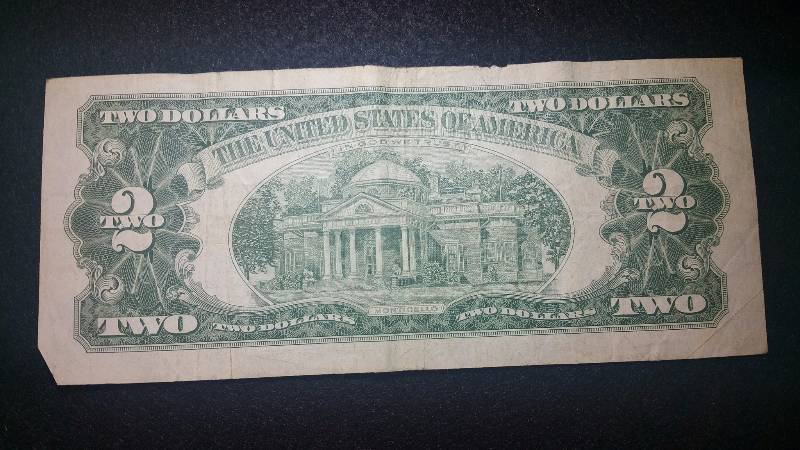 TWO DOLLARS
TWO DOLLARS
THE UNITED STATES OF AMERICA
IN GOD WE TRUST
2
TWO
2
TWO
MONTICELLO
TWO
TWO DOLLARS
TWO DOLLARS
TWO